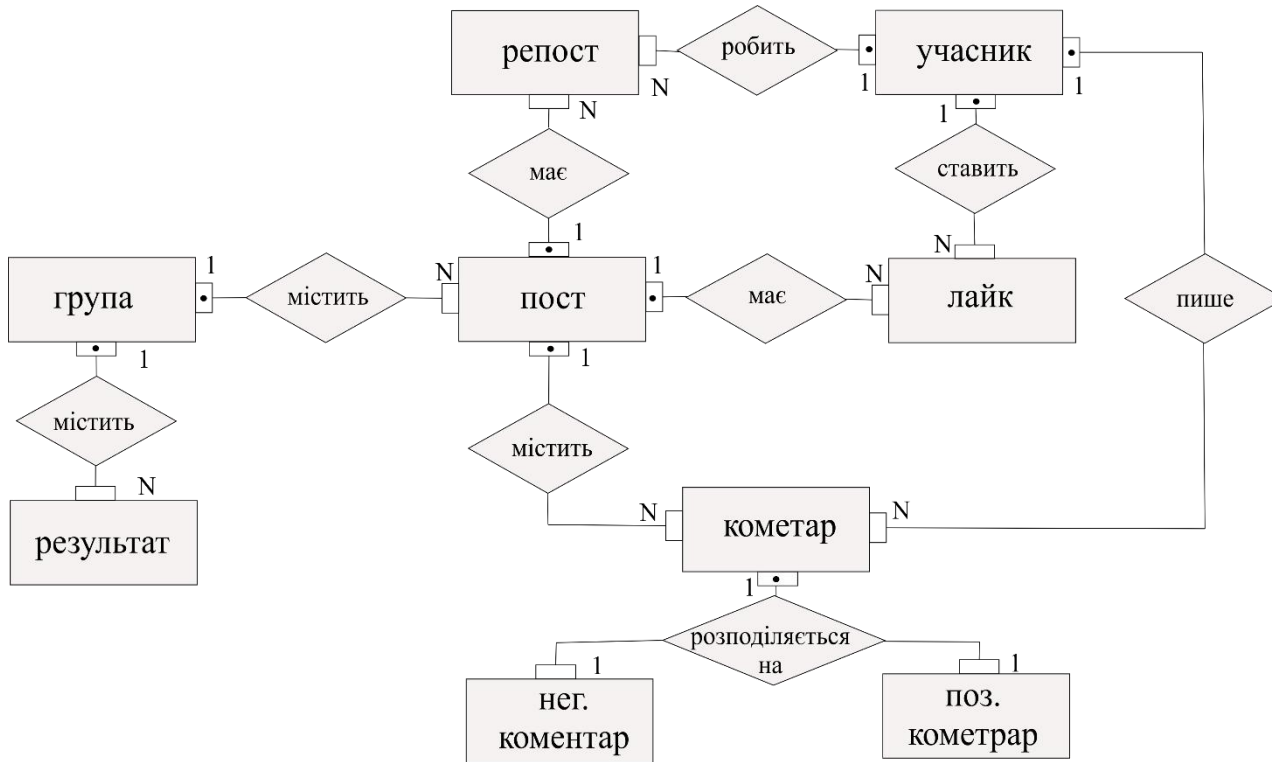 репост
N
N
робить
1
учасник
1
1
має
ставить
1
N
група
1
містить
N
пост
1
має
N
лайк
пише
1
1
містить
містить
N
результат
N
кометар
N
1
розподіляється
на
1
1
нег.
коментар
поз.
кометрар